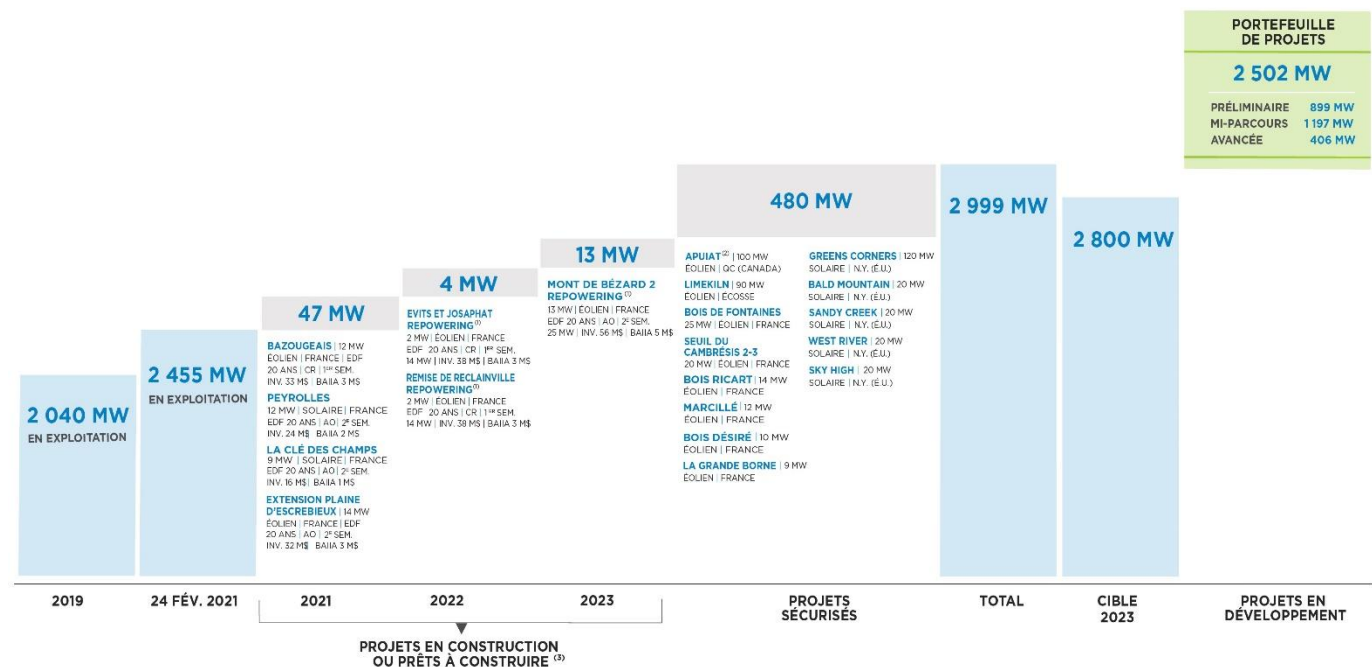 PORTEFEUILLE
DE PROJETS
2 502 MW
PRÉLIMINAIRE 899 MW
MI-PARCOURS 1 197 MW
AVANCÉE 406 MW
2 040 MW
EN EXPLOITATION
2 455 MW
EN EXPLOITATION
47 MW
BAZOUGEAIS | 12 MW
ÉOLIEN | FRANCE | EDF
20 ANS | CR | 1ER SEM.
INV. 33 M$ | BAIIA 3 M$
PEYROLLES
12 MW | SOLAIRE | FRANCE
EDF 20 ANS | AO | 2E SEM.
INV. 24 M$ BAIIA 2 M$
LA CLÉ DES CHAMPS
9 MW | SOLAIRE | FRANCE
EDF 20 ANS | AO | 2E SEM.
INV. 16 M$ | BAIIA 1 M$
EXTENSION PLAINE
D'ESCREBIEUX | 14 MW
ÉOLIEN | FRANCE | EDF
20 ANS | AO | 2E SEM.
INV. 32 M$ BAIIA 3 M$
4 MW
EVITS ET JOSAPHAT
REPOWERING(1)
2 MW | ÉOLIEN | FRANCE
EDF 20 ANS | CR | 1ER SEM.
14 MW | INV. 38 M$ | BAIIA 3 M$
REMISE DE RECLAINVILLE
REPOWERING(1)
2 MW | ÉOLIEN | FRANCE
EDF 20 ANS | CR | 1ER SEM.
14 MW | INV. 38 M$ | BAIIA 3 M$
13 MW
MONT DE BÉZARD 2
REPOWERING(1)
13 MW | ÉOLIEN | FRANCE
EDF 20 ANS | AO | 2E SEM.
25 MW | INV. 56 M$ | BAIIA 5 M$
480 MW
APUIAT(2) | 100 MW
ÉOLIEN | QC (CANADA)
LIMEKILN | 90 MW
ÉOLIEN | ÉCOSSE
BOIS DE FONTAINES
25 MW | ÉOLIEN | FRANCE
SEUIL DU
CAMBRÉSIS 2-3
20 MW | ÉOLIEN | FRANCE
BOIS RICART | 14 MW
ÉOLIEN | FRANCE
MARCILLÉ | 12 MW
ÉOLIEN | FRANCE
BOIS DÉSIRÉ | 10 MW
ÉOLIEN | FRANCE
LA GRANDE BORNE | 9 MW
ÉOLIEN | FRANCE
GREENS CORNERS | 120 MW
SOLAIRE | N.Y. (É.U.)
BALD MOUNTAIN | 20 MW
SOLAIRE | N.Y. (É.U.)
SANDY CREEK | 20 MW
SOLAIRE | N.Y. (É.U.)
WEST RIVER | 20 MW
SOLAIRE | N.Y. (É.U.)
SKY HIGH | 20 MW
SOLAIRE | N.Y. (É.U.)
2 999 MW
2 800 MW
2019
24 FÉV. 2021
2021
2022
2023
PROJETS
SÉCURISÉS
TOTAL
CIBLE
2023
PROJETS EN
DÉVELOPPEMENT
PROJETS EN CONSTRUCTION
OU PRÊTS À CONSTRUIRE (3)